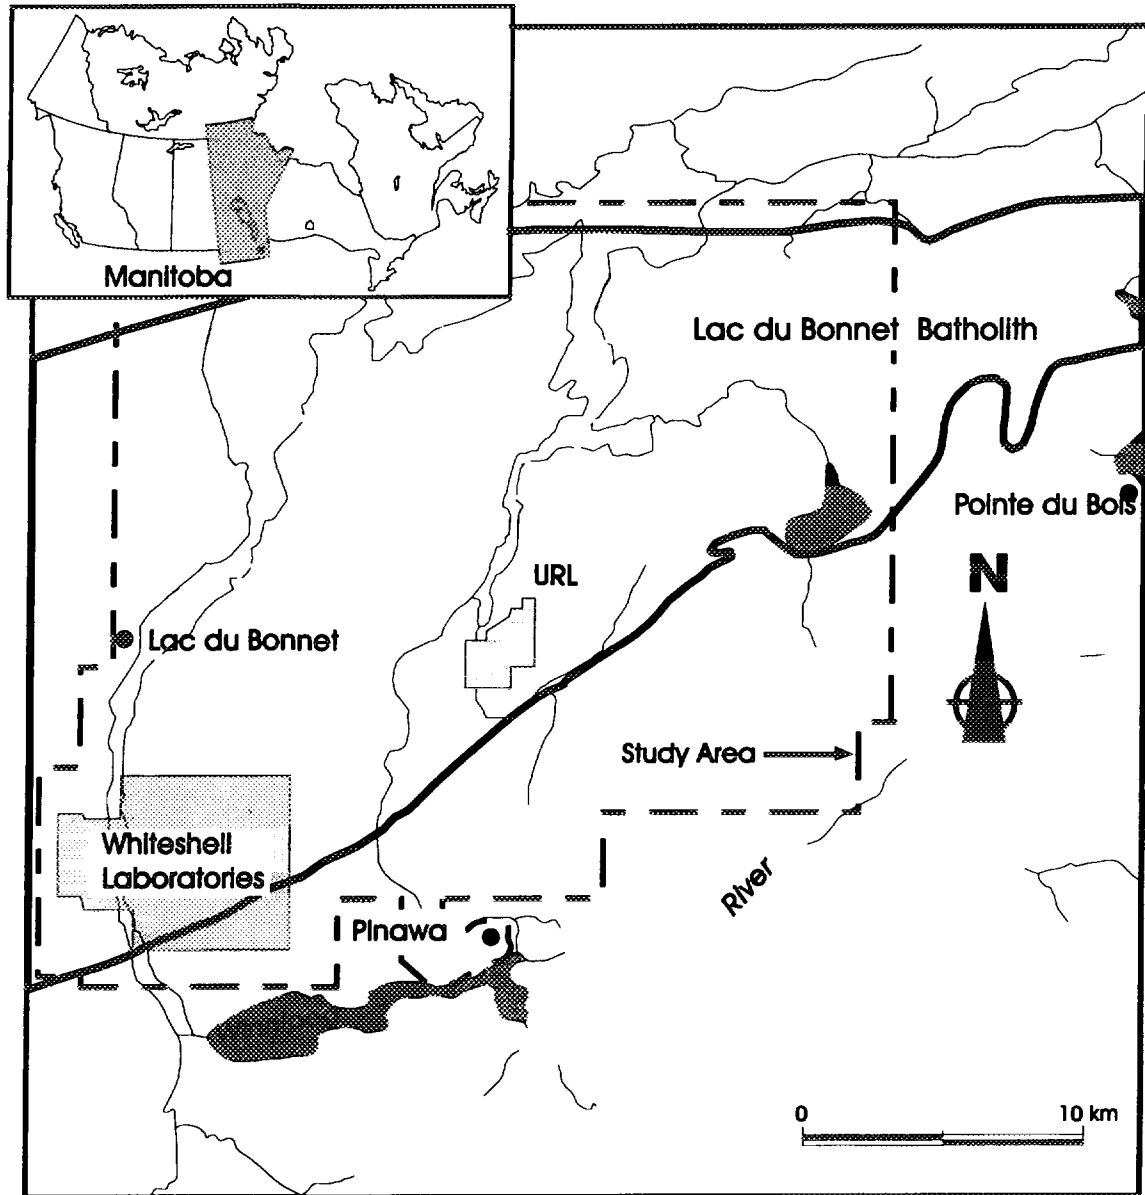 Manitoba
Lac du Bonnet Batholith
Pointe du Bois
N
URL
Lac du Bonnet
Study Area
Whiteshell
Laboratories
River
Pinawa
0 10 km